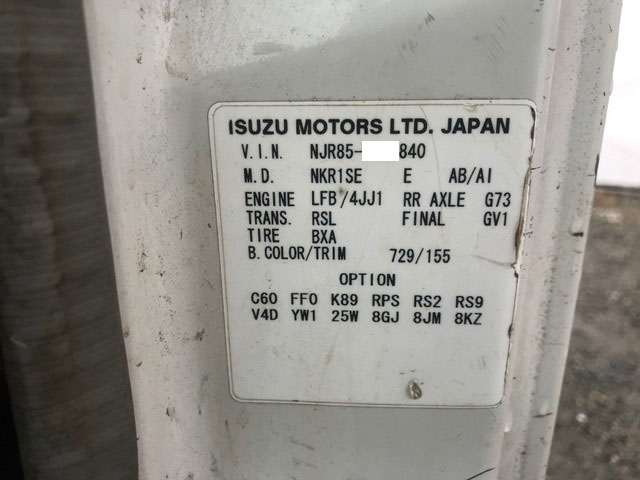 ISUZU MOTORS LTD. JAPAN
V.I.N. NJR85- 840
M.D. NKR1SE E AB/AI
ENGINE LFB/4JJ1 RR AXLE G73
TRANS. RSL FINAL GV1
TIRE BXA
B.COLOR/TRIM 729/155
OPTION
C60 FF0 K89 RPS RS2 RS9
V4D YW1 25W 8GJ 8JM 8KZ